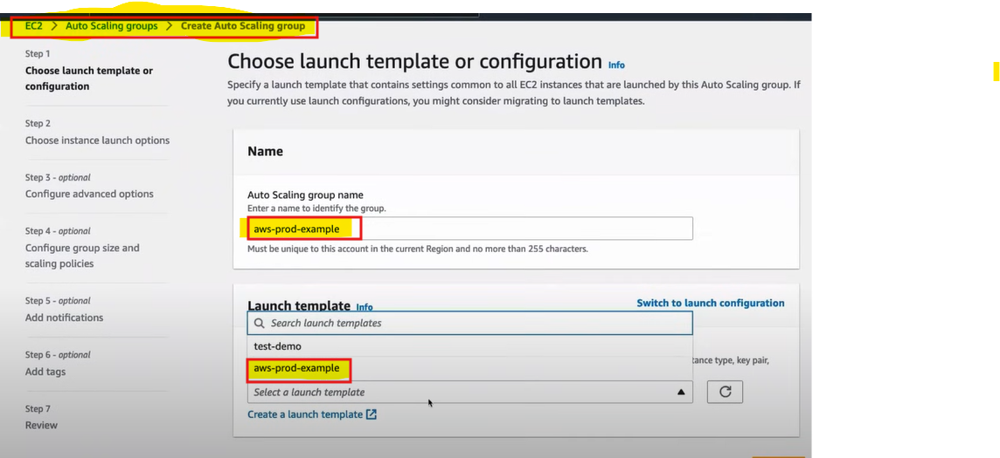 EC2 > Auto Scaling groups > Create Auto Scaling group
Step 1
Choose launch template or
configuration
Step 2
Choose instance launch options
Step 3 - optional
Configure advanced options
Step 4 - optional
Configure group size and
scaling policies
Step 5 - optional
Add notifications
Step 6 - optional
Add tags
Step 7
Review
Choose launch template or configuration Info
Specify a launch template that contains settings common to all EC2 instances that are launched by this Auto Scaling group. If
you currently use launch configurations, you might consider migrating to launch templates.
Name
Auto Scaling group name
Enter a name to identify the group.
aws-prod-example
Must be unique to this account in the current Region and no more than 255 characters.
Launch template Info
Switch to launch configuration
Search launch templates
test-demo
aws-prod-example
type, key pair,
Select a launch template
Create a launch template